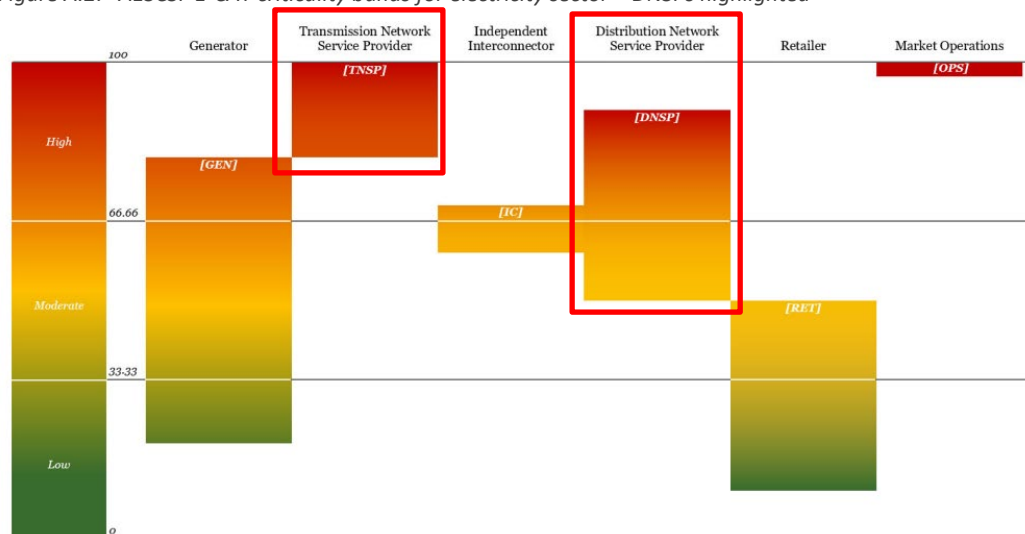 Generator
Transmission Network
Service Provider
Independent
Interconnector
Distribution Network
Service Provider
Retailer
Market Operations
100
[TNSP]
[OPS]
[DNSP]
High
[GEN]
66.66
[IC]
Moderate
[RET]
33-33
Low
0